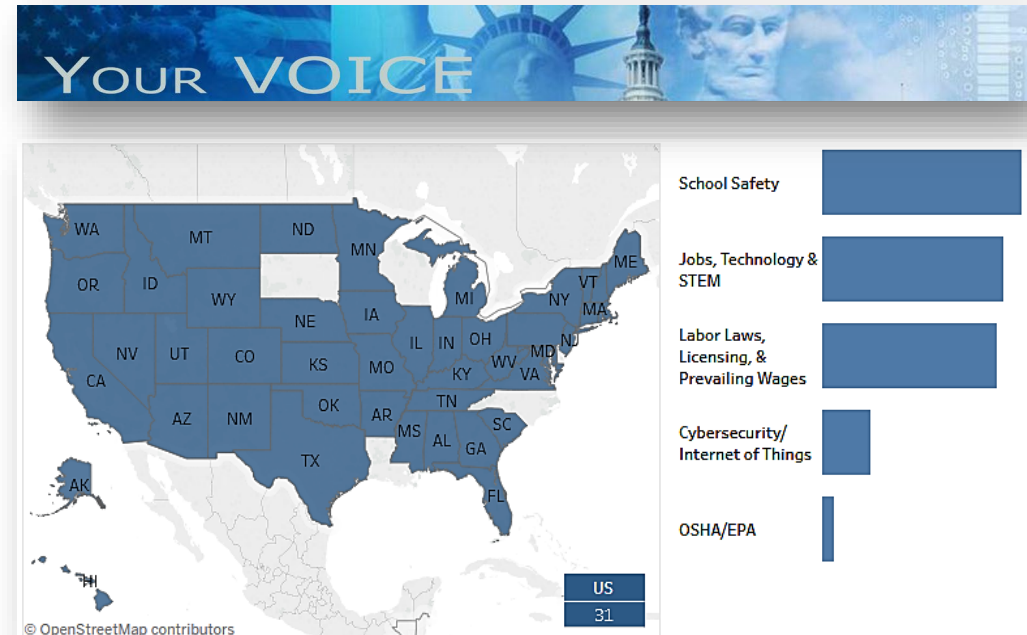 YOUR VOICE
WA
MT
ND
MN
ME
OR
ID
WY
VT
NY
MA
MI
IA
NE
NV
UT
CO
KS
IL
IN
OH
NJ
MD
WV
VA
CA
MO
KY
TN
AZ
NM
OK
AR
MS
AL
GA
SC
TX
FL
AK
HI
US
31
© OpenStreetMap contributors
School Safety
Jobs, Technology &
STEM
Labor Laws,
Licensing, &
Prevailing Wages
Cybersecurity/
Internet of Things
OSHA/EPA